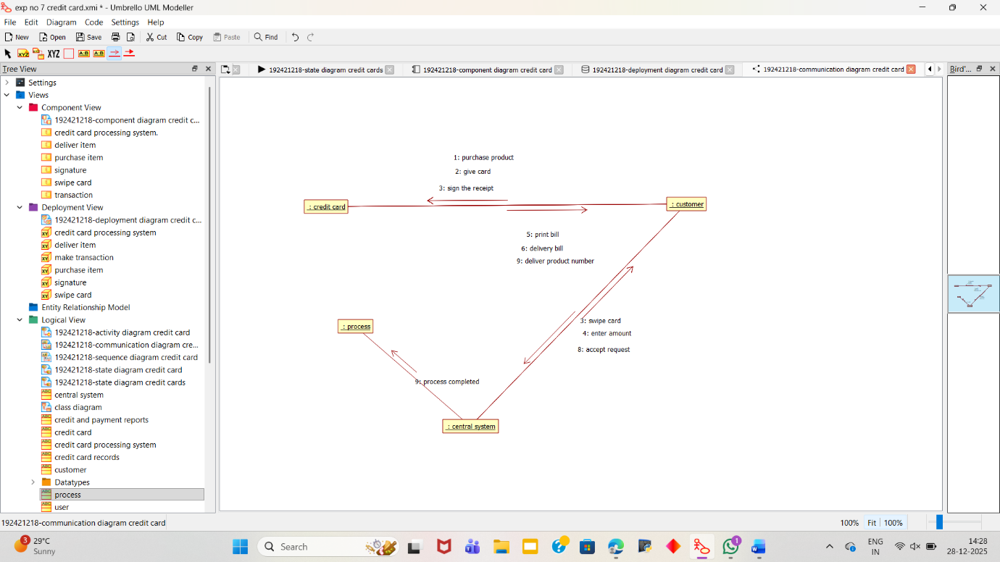 exp no 7 credit card.xmi * - Umbrello UML Modeller
File Edit Diagram Code Settings Help
New Open Save Cut Copy Paste Find
XYZ XYZ A:B A:B
Tree View
192421218-state diagram credit cards 192421218-component diagram credit card 192421218-deployment diagram credit card 192421218-communication diagram credit card
Bird'...
Settings
Views
Component View
192421218-component diagram credit c...
credit card processing system.
deliver item
purchase item
signature
swipe card
transaction
Deployment View
192421218-deployment diagram credit c...
credit card processing system
deliver item
make transaction
purchase item
signature
swipe card
Entity Relationship Model
Logical View
192421218-activity diagram credit card
192421218-communication diagram cre...
192421218-sequence diagram credit card
192421218-state diagram credit card
192421218-state diagram credit cards
central system
class diagram
credit and payment reports
credit card
credit card processing system
credit card records
customer
Datatypes
process
user
1: purchase product
2: give card
3: sign the receipt
: credit card
: customer
5: print bill
6: delivery bill
9: deliver product number
3: swipe card
4: enter amount
8: accept request
: process
9: process completed
: central system
192421218-communication diagram credit card
100% Fit 100%
3
29°C
Sunny
Search
1
ENG
IN
14:28
28-12-2025